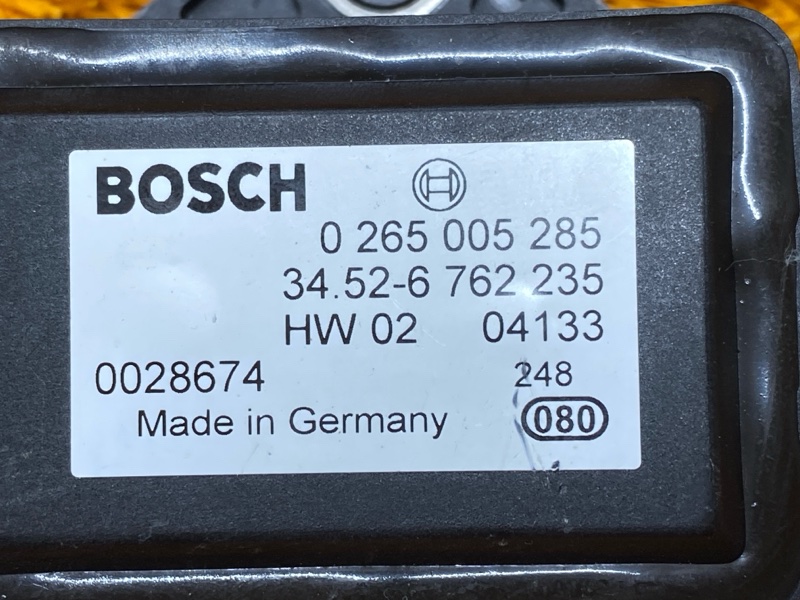 BOSCH
0 265 005 285
34.52-6 762 235
HW 02 04133
0028674 248
Made in Germany 080